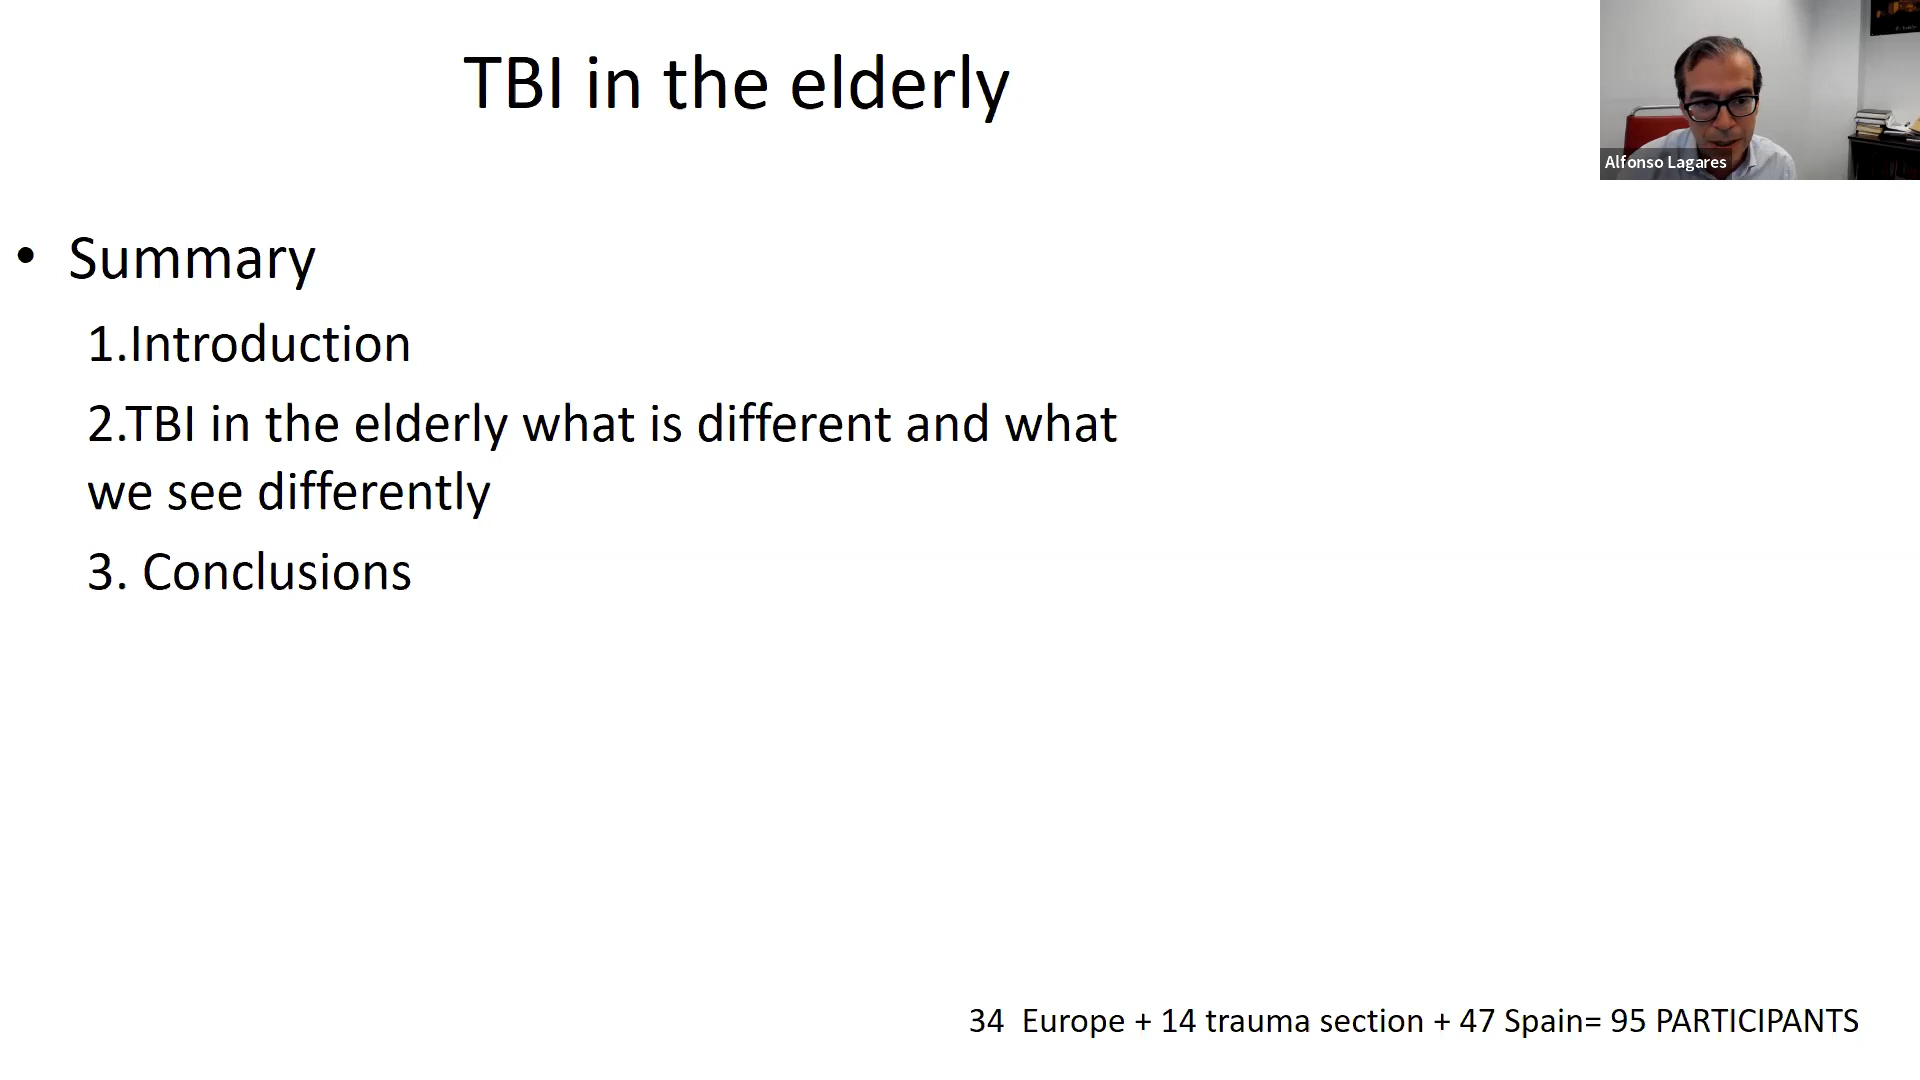 TBI in the elderly
Alfonso Lagares
• Summary
1.Introduction
2.TBI in the elderly what is different and what
we see differently
3. Conclusions
34  Europe + 14 trauma section + 47 Spain= 95 PARTICIPANTS